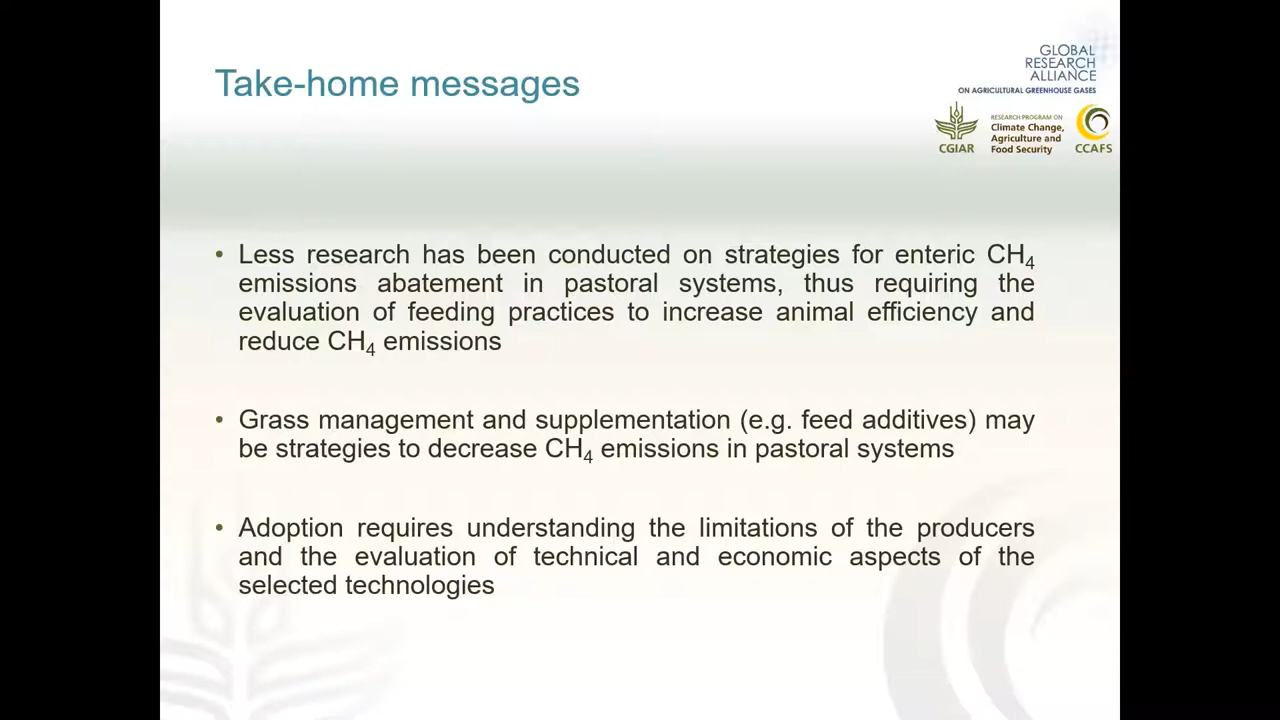 Take-home messages
GLOBAL
RESEARCH
ALLIANCE
ON AGRICULTURAL GREENHOUSE GASES
CGIAR
RESEARCH PROGRAM ON
Climate Change,
Agriculture and
Food Security
CCAFS
• Less research has been conducted on strategies for enteric CH₄
emissions abatement in pastoral systems, thus requiring the
evaluation of feeding practices to increase animal efficiency and
reduce CH₄ emissions
• Grass management and supplementation (e.g. feed additives) may
be strategies to decrease CH₄ emissions in pastoral systems
• Adoption requires understanding the limitations of the producers
and the evaluation of technical and economic aspects of the
selected technologies